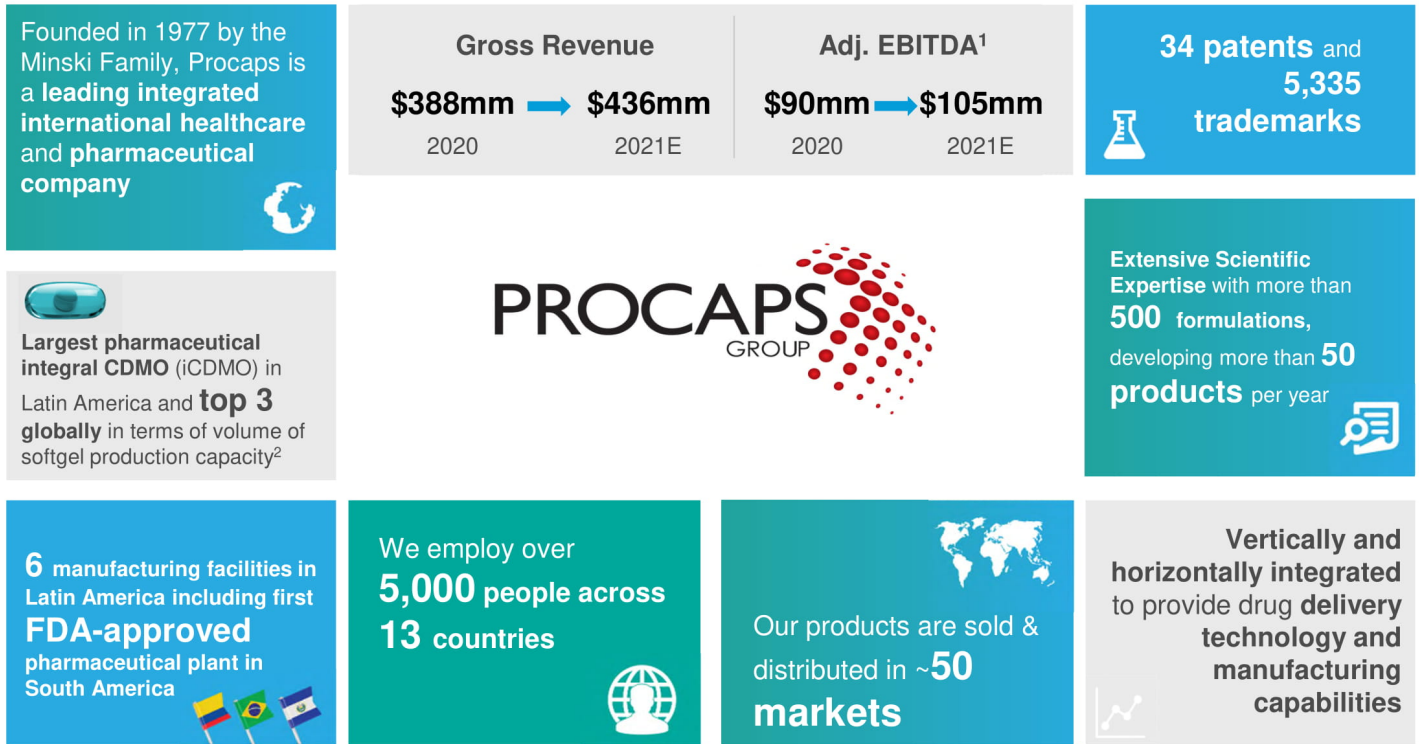 Founded in 1977 by the
Minski Family, Procaps is
a leading integrated
international healthcare
and pharmaceutical
company
Gross Revenue
$388mm $436mm
2020 2021E
Adj. EBITDA¹
$90mm $105mm
2020 2021E
34 patents and
5,335
trademarks
Largest pharmaceutical
integral CDMO (iCDMO) in
Latin America and top 3
globally in terms of volume of
softgel production capacity²
PROCAPS
GROUP
Extensive Scientific
Expertise with more than
500 formulations,
developing more than 50
products per year
6 manufacturing facilities in
Latin America including first
FDA-approved
pharmaceutical plant in
South America
We employ over
5,000 people across
13 countries
Our products are sold &
distributed in ~50
markets
Vertically and
horizontally integrated
to provide drug delivery
technology and
manufacturing
capabilities